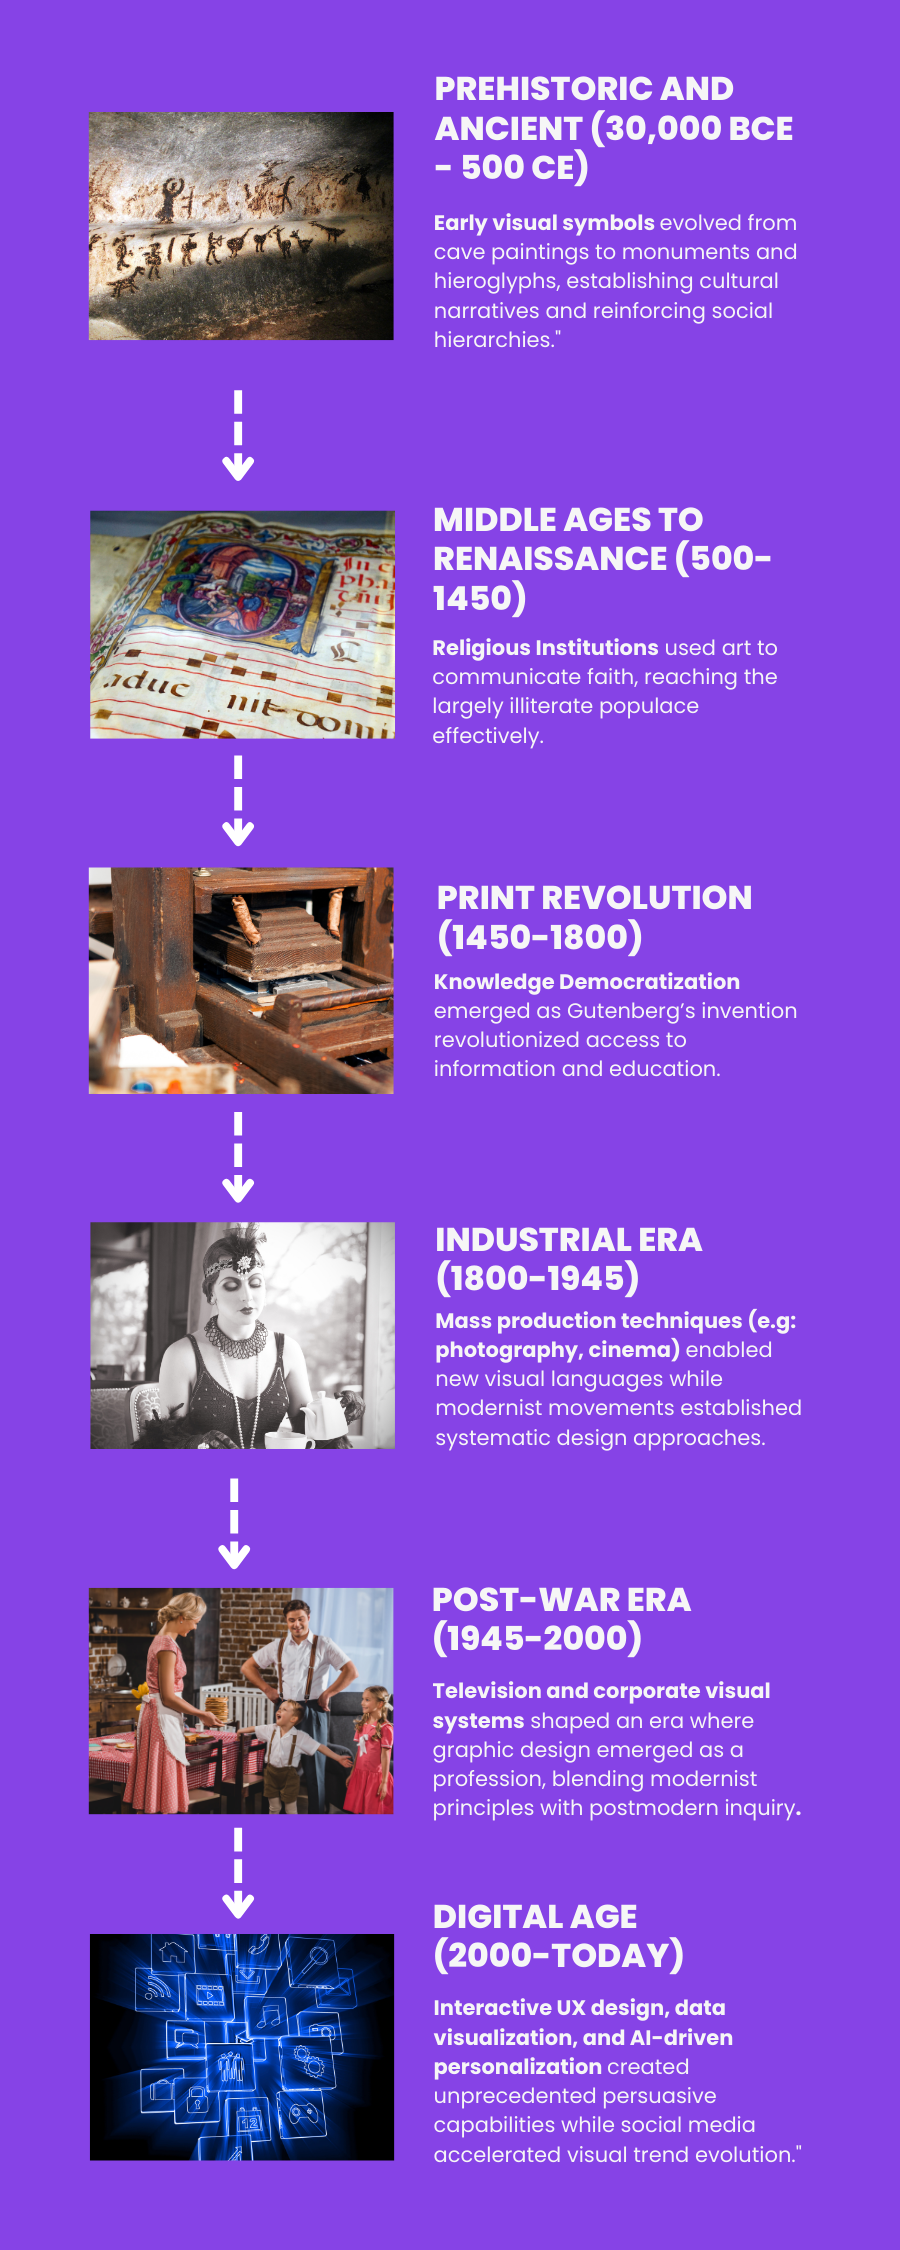 PREHISTORIC AND
ANCIENT (30,000 BCE
- 500 CE)
Early visual symbols evolved from
cave paintings to monuments and
hieroglyphs, establishing cultural
narratives and reinforcing social
hierarchies."
MIDDLE AGES TO
RENAISSANCE (500-
1450)
Religious Institutions used art to
communicate faith, reaching the
largely illiterate populace
effectively.
aduc nit
PRINT REVOLUTION
(1450-1800)
Knowledge Democratization
emerged as Gutenberg’s invention
revolutionized access to
information and education.
INDUSTRIAL ERA
(1800-1945)
Mass production techniques (e.g:
photography, cinema) enabled
new visual languages while
modernist movements established
systematic design approaches.
POST-WAR ERA
(1945-2000)
Television and corporate visual
systems shaped an era where
graphic design emerged as a
profession, blending modernist
principles with postmodern inquiry.
DIGITAL AGE
(2000-TODAY)
Interactive UX design, data
visualization, and AI-driven
personalization created
unprecedented persuasive
capabilities while social media
accelerated visual trend evolution."
12